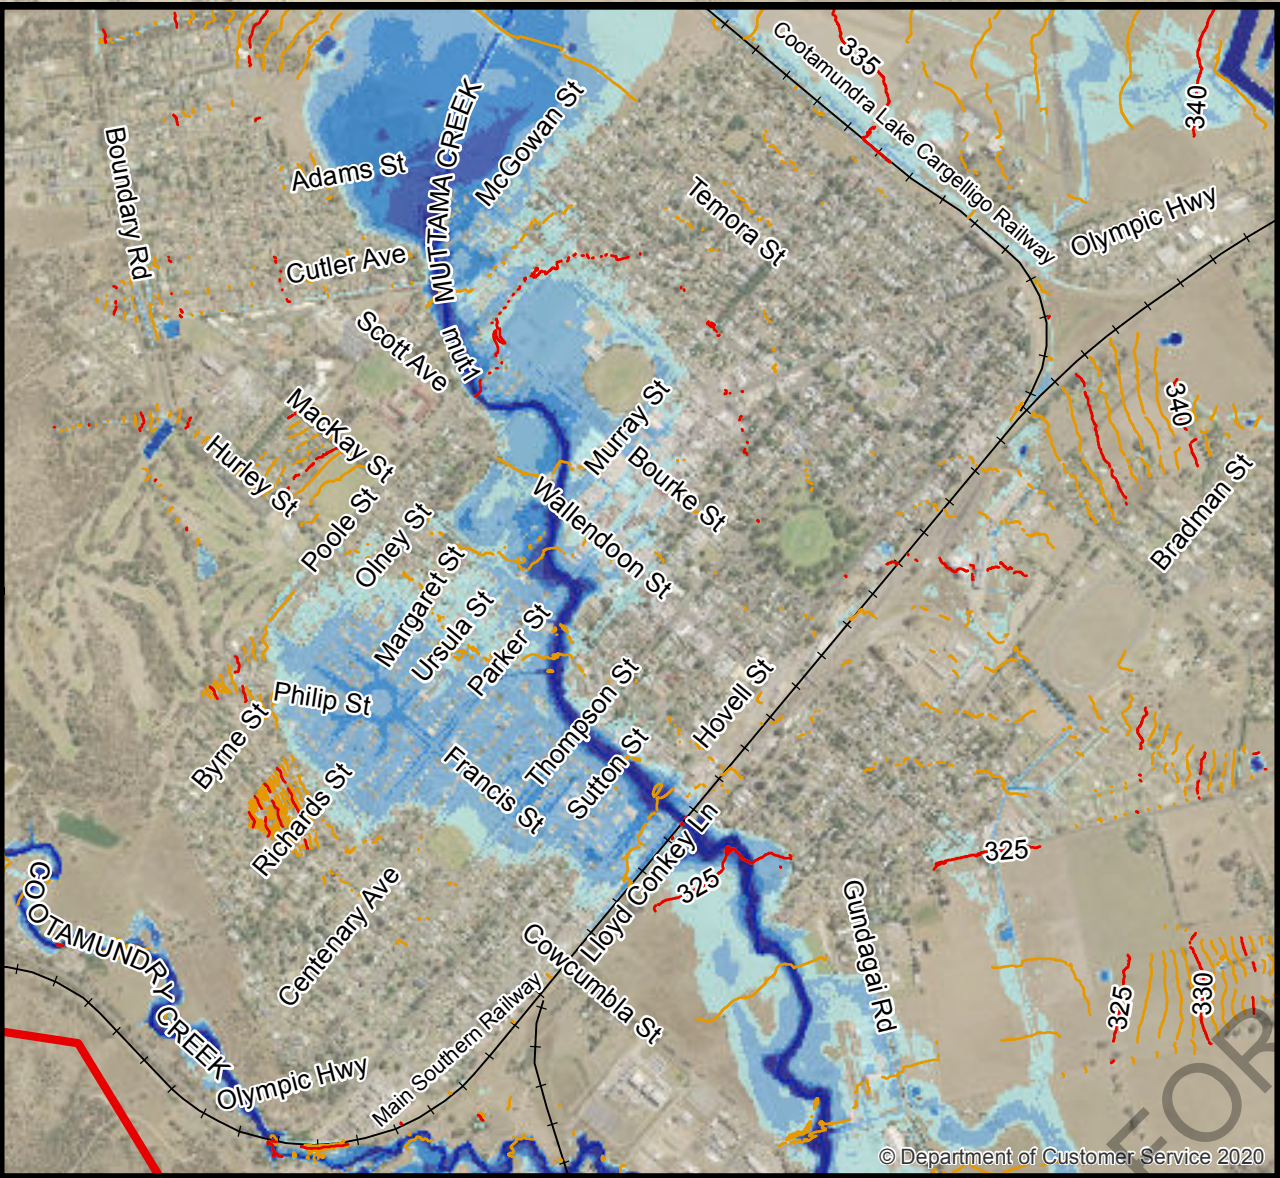 Cootamundra Lake Cargelligo Railway
335
340
MUTTAMA CREEK
McGowan St
Boundary Rd
Adams St
Temora St
Olympic Hwy
Cutler Ave
Scott Ave
mut1
MacKay St
Murray St
340
Hurley St
Bourke St
Bradman St
Poole St
Olney St
Wallendoon St
Margaret St
Ursula St
Parker St
Philip St
Thompson St
Hovell St
Byrne St
Francis St
Sutton St
Richards St
Lloyd Conkey Ln
325
325
COOTAMUNDRY CREEK
Centenary Ave
Cowcumbla St
Gundagai Rd
325
330
Olympic Hwy
Main Southern Railway
FOR
© Department of Customer Service 2020